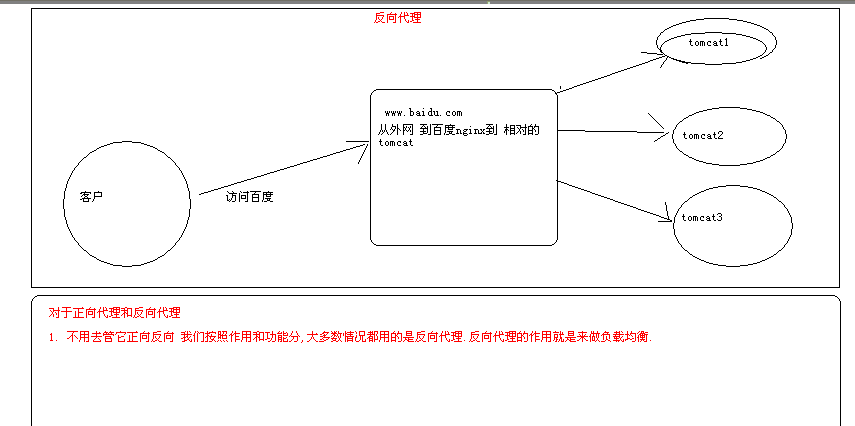 反向代理
tomcat1
www.baidu.com
从外网 到百度nginx到 相对的
tomcat
tomcat2
客户
访问百度
tomcat3
对于正向代理和反向代理
1. 不用去管它正向反向 我们按照作用和功能分,大多数情况都用的是反向代理.反向代理的作用就是来做负载均衡.